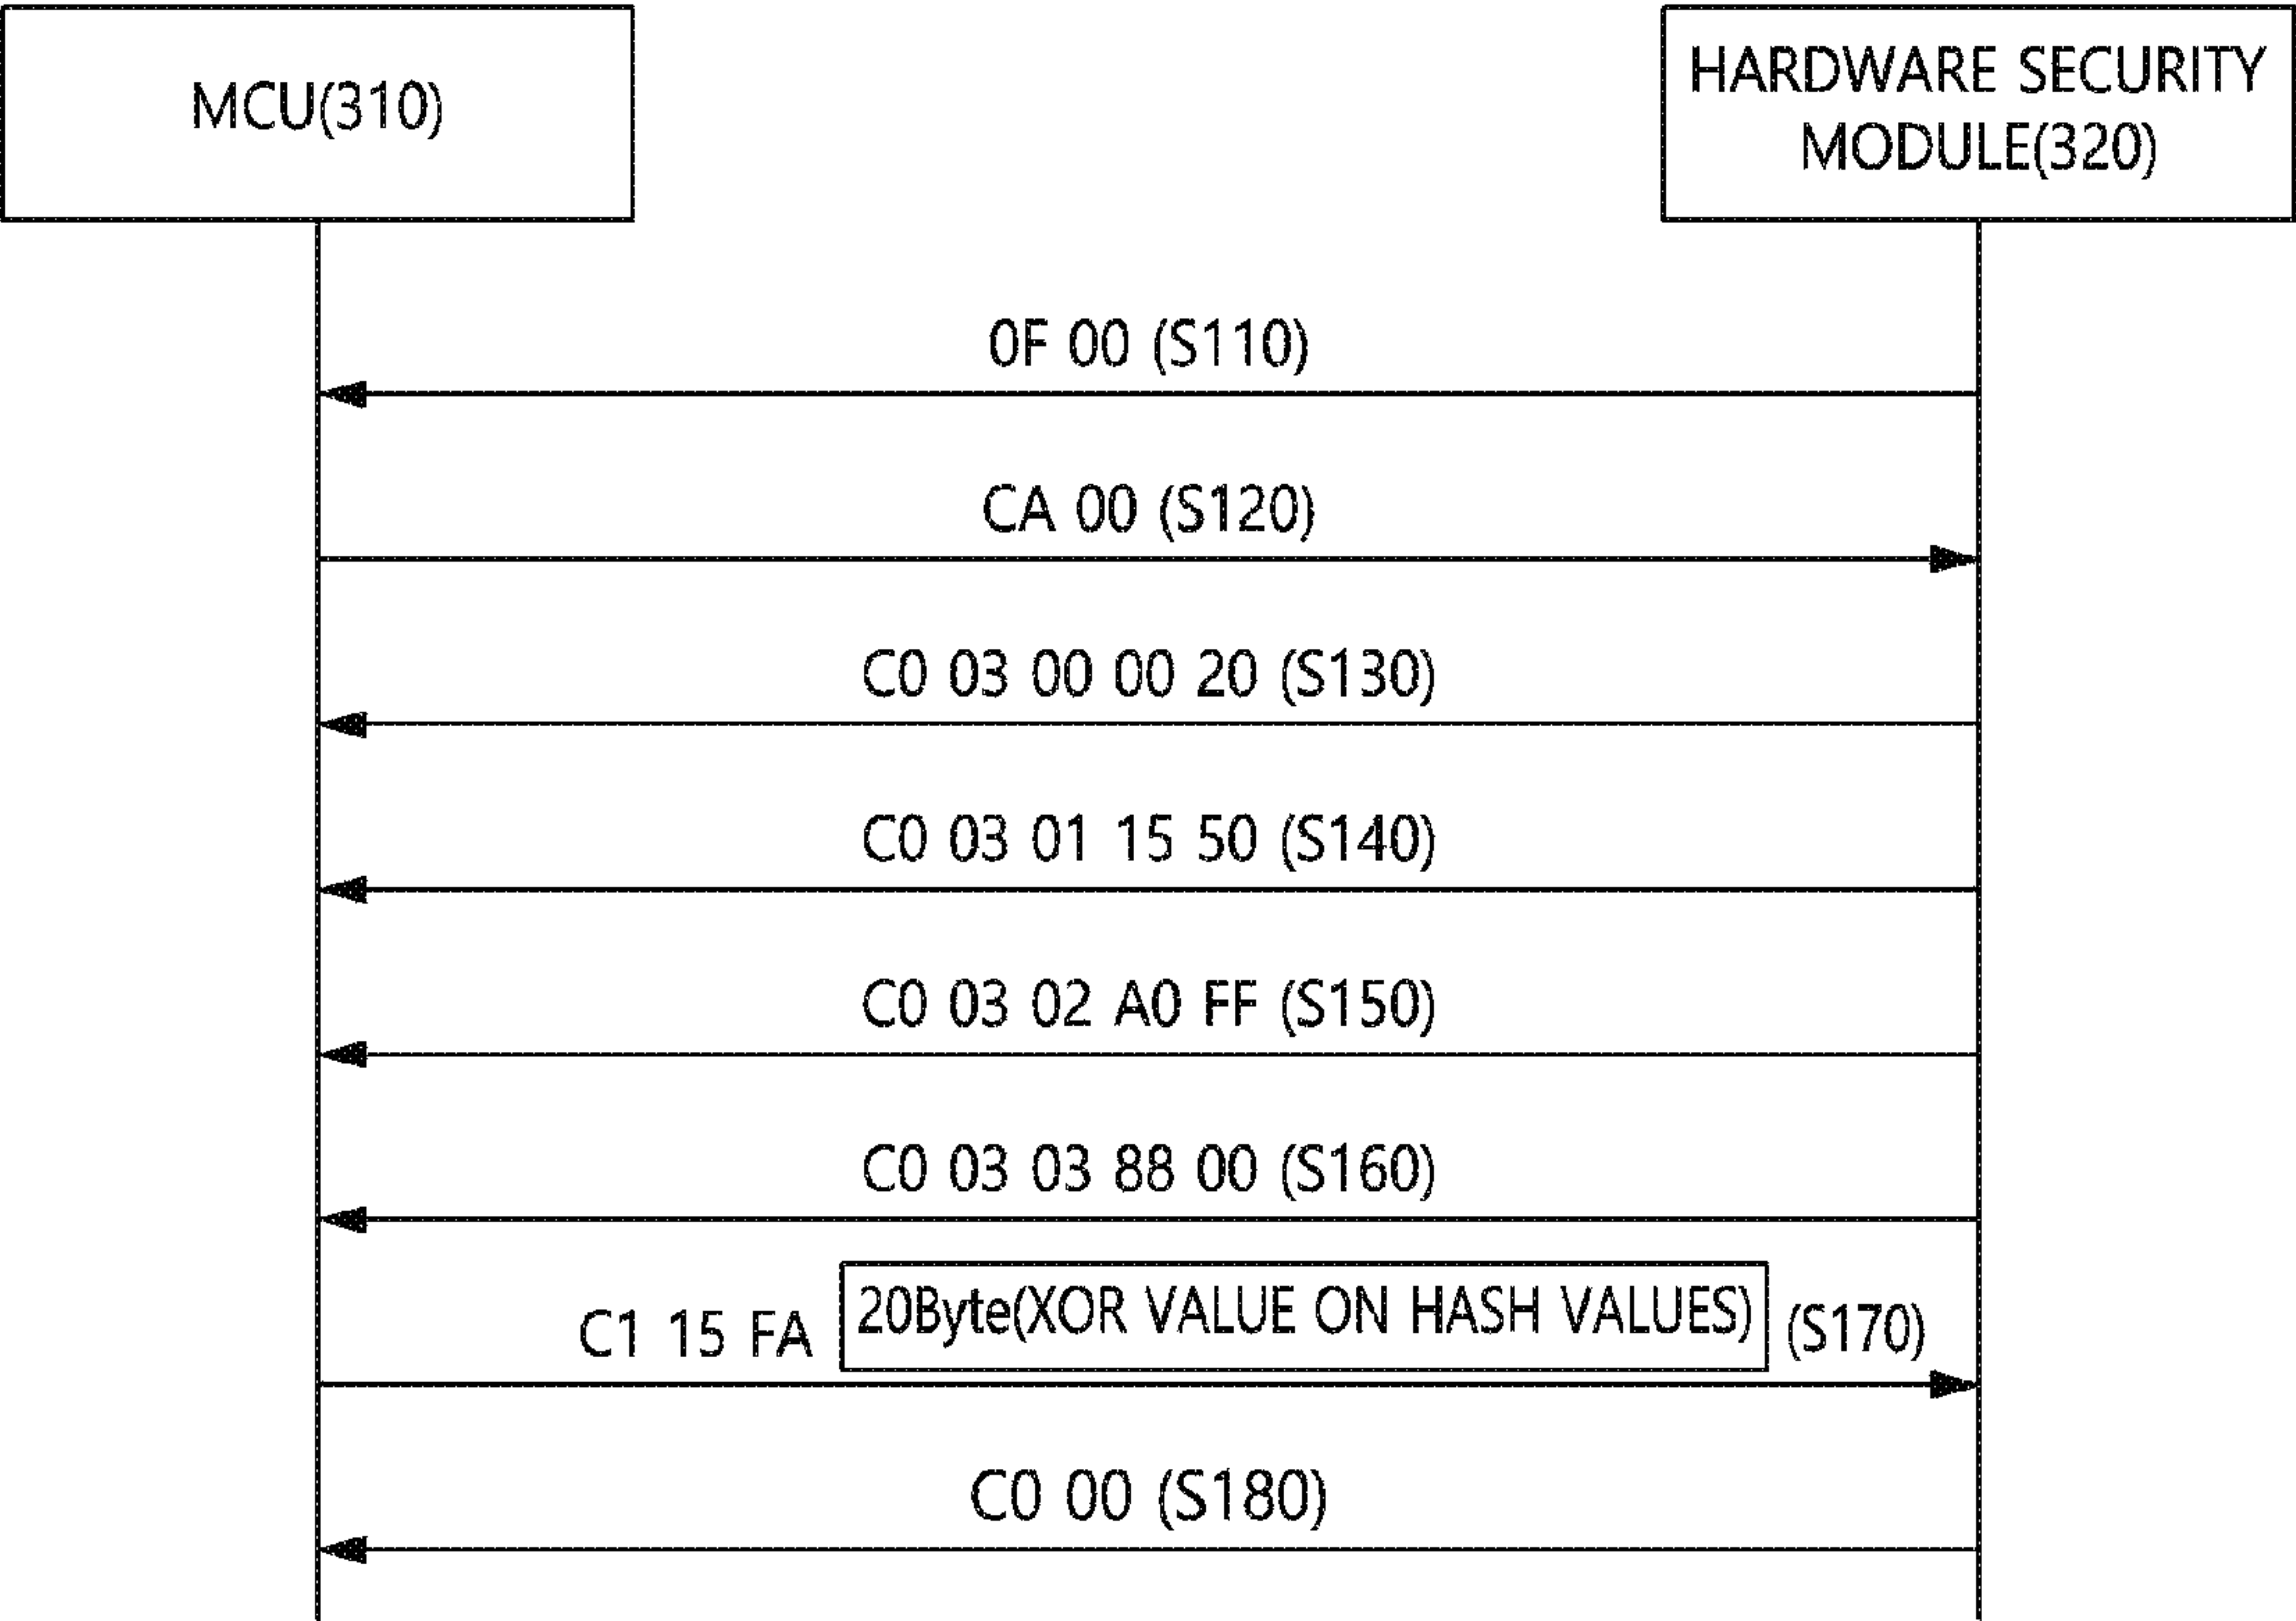 MCU(310)
HARDWARE SECURITY
MODULE(320)
0F 00 (S110)
CA 00 (S120)
C0 03 00 00 20 (S130)
C0 03 01 15 50 (S140)
C0 03 02 A0 FF (S150)
C0 03 03 88 00 (S160)
C1 15 FA 20Byte(XOR VALUE ON HASH VALUES) (S170)
C0 00 (S180)